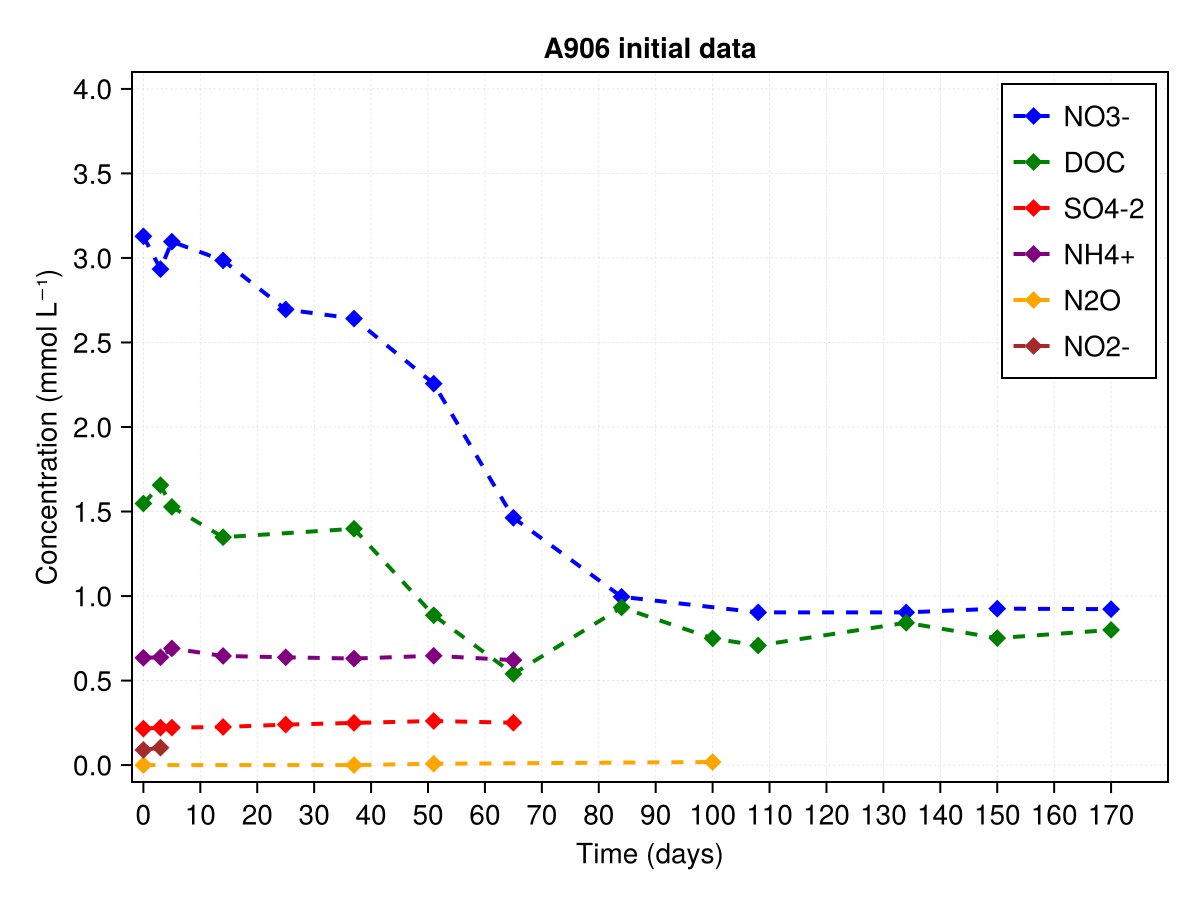 A906 initial data
4.0
3.5
3.0
2.5
2.0
1.5
1.0
0.5
0.0
Concentration (mmol L⁻¹)
NO3-
DOC
SO4-2
NH4+
N2O
NO2-
0 10 20 30 40 50 60 70 80 90 100 110 120 130 140 150 160 170
Time (days)